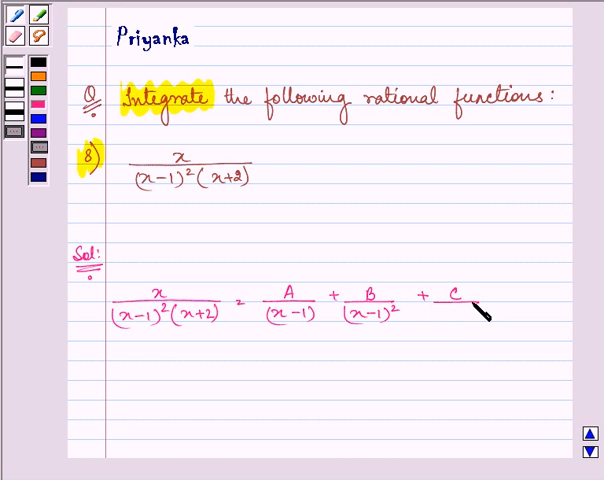 Priyanka
Q Integrate the following rational functions:
8) x/((x-1)²(x+2))
Sol:
x/((x-1)²(x+2)) = A/(x-1) + B/(x-1)² + C/